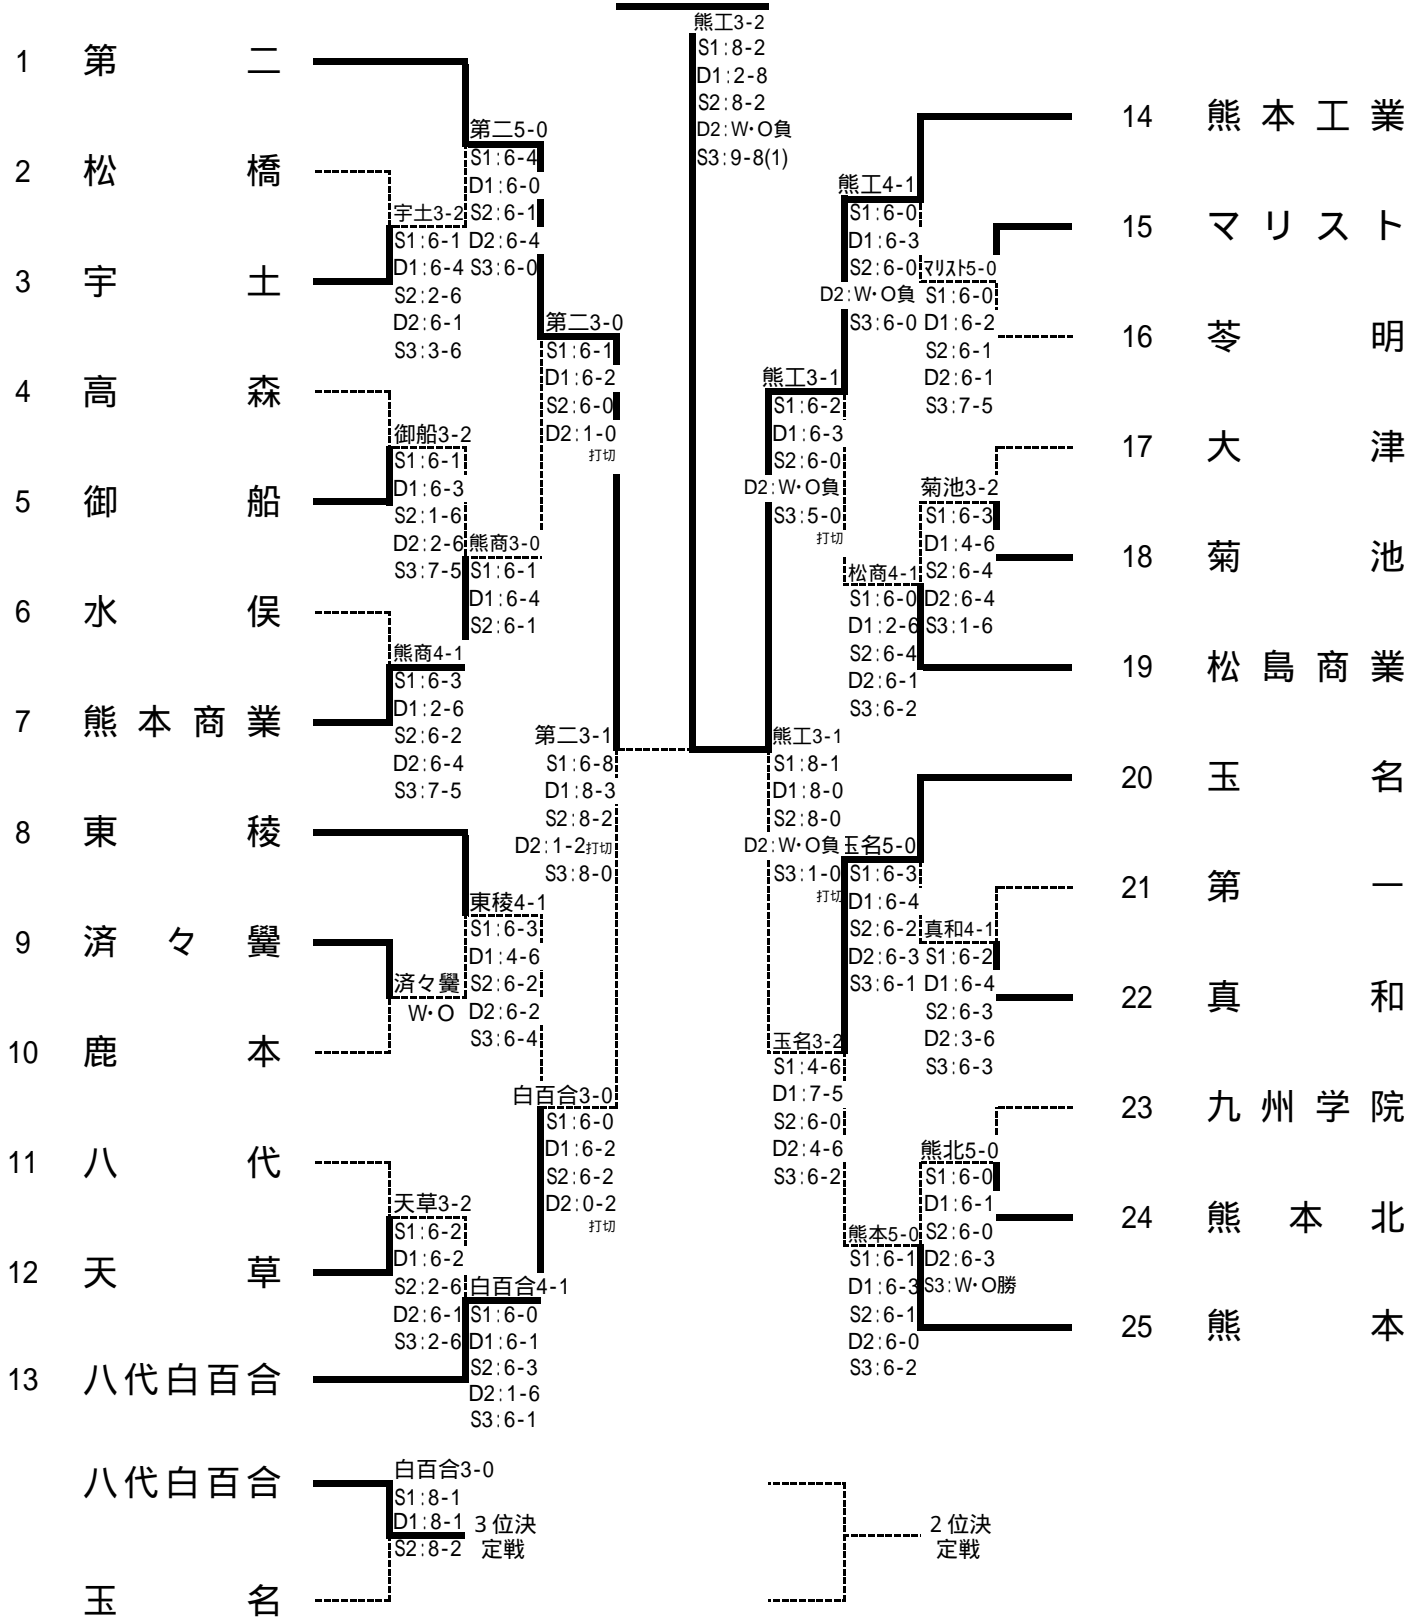 熊工3-2
S1:8-2
D1:2-8
S2:8-2
D2:W・O負
S3:9-8(1)
1 第二
2 松橋
3 宇土
4 高森
5 御船
6 水俣
7 熊本商業
8 東稜
9 済々黌
10 鹿本
11 八代
12 天草
13 八代白百合
宇土3-2
S1:6-1
D1:6-4
S2:2-6
D2:6-1
S3:3-6
御船3-2
S1:6-1
D1:6-3
S2:1-6
D2:2-6
S3:7-5
熊商4-1
S1:6-3
D1:2-6
S2:6-2
D2:6-4
S3:7-5
済々黌
W・O
天草3-2
S1:6-2
D1:6-2
S2:2-6
D2:6-1
S3:2-6
第二5-0
S1:6-4
D1:6-0
S2:6-1
D2:6-4
S3:6-0
熊商3-0
S1:6-1
D1:6-4
S2:6-1
東稜4-1
S1:6-3
D1:4-6
S2:6-2
D2:6-2
S3:6-4
白百合4-1
S1:6-0
D1:6-1
S2:6-3
D2:1-6
S3:6-1
第二3-0
S1:6-1
D1:6-2
S2:6-0
D2:1-0
打切
白百合3-0
S1:6-0
D1:6-2
S2:6-2
D2:0-2
打切
第二3-1
S1:6-8
D1:8-3
S2:8-2
D2:1-2打切
S3:8-0
熊工3-1
S1:8-1
D1:8-0
S2:8-0
D2:W・O負
S3:1-0
打切
熊工3-1
S1:6-2
D1:6-3
S2:6-0
D2:W・O負
S3:5-0
打切
玉名3-2
S1:4-6
D1:7-5
S2:6-0
D2:4-6
S3:6-2
熊工4-1
S1:6-0
D1:6-3
S2:6-0
D2:W・O負
S3:6-0
松商4-1
S1:6-0
D1:2-6
S2:6-4
D2:6-1
S3:6-2
玉名5-0
S1:6-3
D1:6-4
S2:6-2
D2:6-3
S3:6-1
熊本5-0
S1:6-1
D1:6-3
S2:6-1
D2:6-0
S3:6-2
マリスト5-0
S1:6-0
D1:6-2
S2:6-1
D2:6-1
S3:7-5
菊池3-2
S1:6-3
D1:4-6
S2:6-4
D2:6-4
S3:1-6
真和4-1
S1:6-2
D1:6-4
S2:6-3
D2:3-6
S3:6-3
熊北5-0
S1:6-0
D1:6-1
S2:6-0
D2:6-3
S3:W・O勝
14 熊本工業
15 マリスト
16 苓明
17 大津
18 菊池
19 松島商業
20 玉名
21 第一
22 真和
23 九州学院
24 熊本北
25 熊本
八代白百合
玉名
白百合3-0
S1:8-1
D1:8-1
S2:8-2
3位決
定戦
2位決
定戦